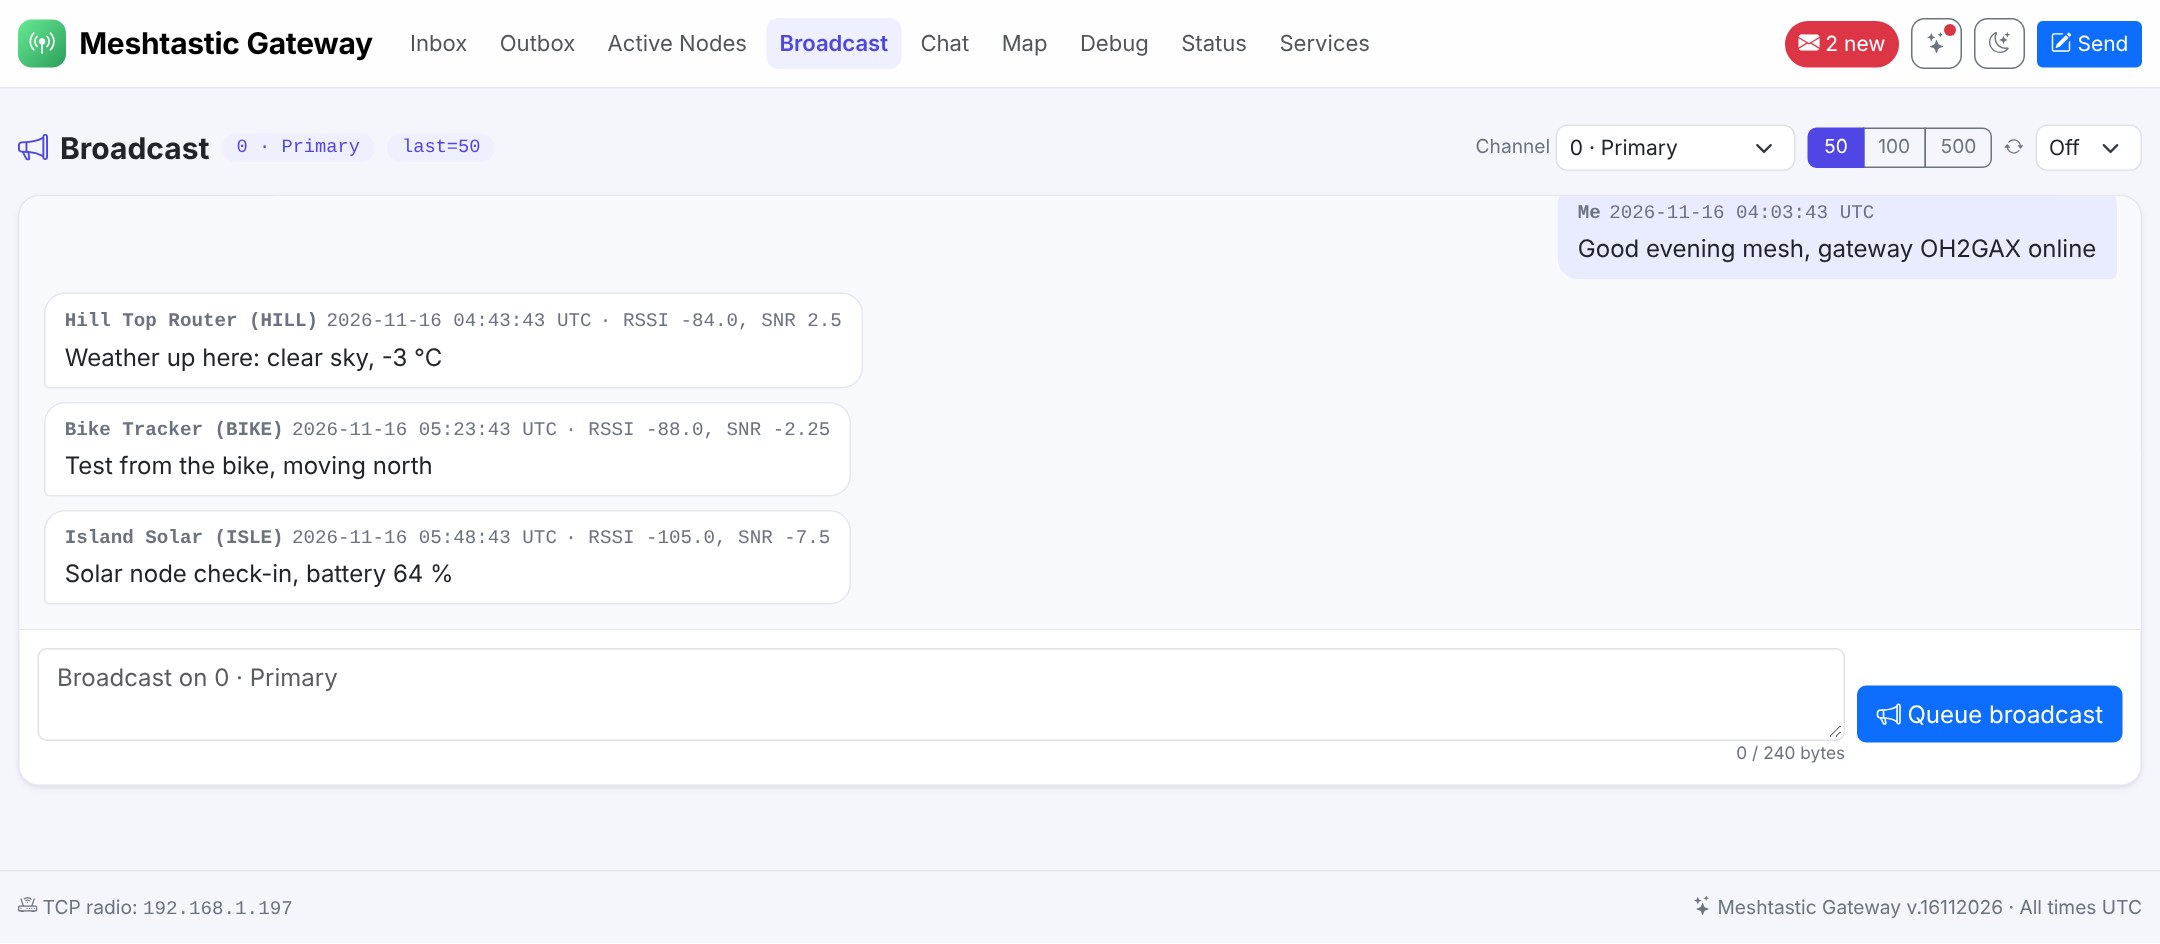 Meshtastic Gateway Inbox Outbox Active Nodes Broadcast Chat Map Debug Status Services 2 new Send
Broadcast 0 · Primary last=50 Channel 0 · Primary 50 100 500 Off
Me 2026-11-16 04:03:43 UTC
Good evening mesh, gateway OH2GAX online
Hill Top Router (HILL) 2026-11-16 04:43:43 UTC · RSSI -84.0, SNR 2.5
Weather up here: clear sky, -3 °C
Bike Tracker (BIKE) 2026-11-16 05:23:43 UTC · RSSI -88.0, SNR -2.25
Test from the bike, moving north
Island Solar (ISLE) 2026-11-16 05:48:43 UTC · RSSI -105.0, SNR -7.5
Solar node check-in, battery 64 %
Broadcast on 0 · Primary
Queue broadcast
0 / 240 bytes
TCP radio: 192.168.1.197 Meshtastic Gateway v.16112026 · All times UTC